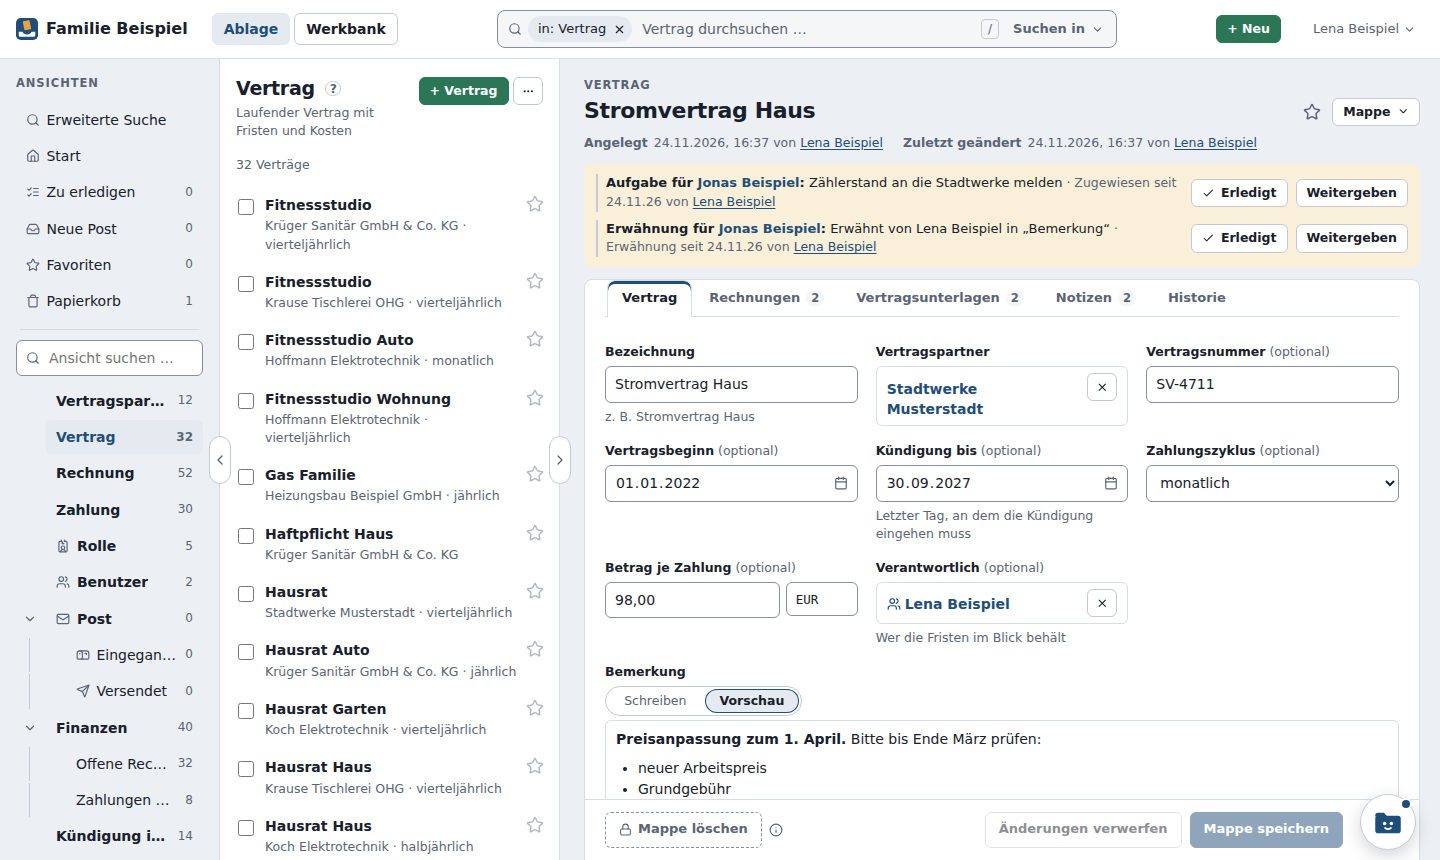 Familie Beispiel
Ablage
Werkbank
in: Vertrag
Vertrag durchsuchen …
/
Suchen in
+ Neu
Lena Beispiel
ANSICHTEN
Erweiterte Suche
Start
Zu erledigen 0
Neue Post 0
Favoriten 0
Papierkorb 1
Ansicht suchen …
Vertragspar… 12
Vertrag 32
Rechnung 52
Zahlung 30
Rolle 5
Benutzer 2
Post 0
Eingegan… 0
Versendet 0
Finanzen 40
Offene Rec… 32
Zahlungen … 8
Kündigung i… 14
Vertrag ?
+ Vertrag
Laufender Vertrag mit
Fristen und Kosten
32 Verträge
Fitnessstudio
Krüger Sanitär GmbH & Co. KG ·
vierteljährlich
Fitnessstudio
Krause Tischlerei OHG · vierteljährlich
Fitnessstudio Auto
Hoffmann Elektrotechnik · monatlich
Fitnessstudio Wohnung
Hoffmann Elektrotechnik ·
vierteljährlich
Gas Familie
Heizungsbau Beispiel GmbH · jährlich
Haftpflicht Haus
Krüger Sanitär GmbH & Co. KG
Hausrat
Stadtwerke Musterstadt · vierteljährlich
Hausrat Auto
Krüger Sanitär GmbH & Co. KG · jährlich
Hausrat Garten
Koch Elektrotechnik · vierteljährlich
Hausrat Haus
Krause Tischlerei OHG · vierteljährlich
Hausrat Haus
Koch Elektrotechnik · halbjährlich
VERTRAG
Stromvertrag Haus
Mappe
Angelegt 24.11.2026, 16:37 von Lena Beispiel Zuletzt geändert 24.11.2026, 16:37 von Lena Beispiel
Aufgabe für Jonas Beispiel: Zählerstand an die Stadtwerke melden · Zugewiesen seit
24.11.26 von Lena Beispiel
Erledigt
Weitergeben
Erwähnung für Jonas Beispiel: Erwähnt von Lena Beispiel in „Bemerkung“ ·
Erwähnung seit 24.11.26 von Lena Beispiel
Erledigt
Weitergeben
Vertrag
Rechnungen 2
Vertragsunterlagen 2
Notizen 2
Historie
Bezeichnung
Stromvertrag Haus
z. B. Stromvertrag Haus
Vertragspartner
Stadtwerke
Musterstadt
Vertragsnummer (optional)
SV-4711
Vertragsbeginn (optional)
01.01.2022
Kündigung bis (optional)
30.09.2027
Letzter Tag, an dem die Kündigung
eingehen muss
Zahlungszyklus (optional)
monatlich
Betrag je Zahlung (optional)
98,00
EUR
Verantwortlich (optional)
Lena Beispiel
Wer die Fristen im Blick behält
Bemerkung
Schreiben
Vorschau
Preisanpassung zum 1. April. Bitte bis Ende März prüfen:
• neuer Arbeitspreis
• Grundgebühr
Mappe löschen
Änderungen verwerfen
Mappe speichern